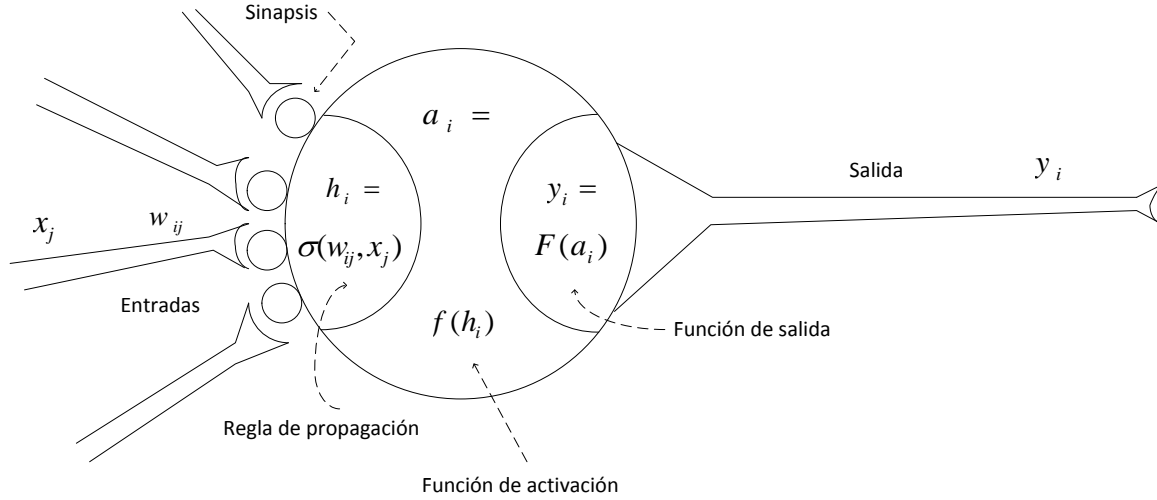 Sinapsis
a_i =
h_i =
σ(w_ij, x_j)
y_i =
F(a_i)
f(h_i)
x_j
w_ij
Entradas
Salida
y_i
Función de salida
Regla de propagación
Función de activación